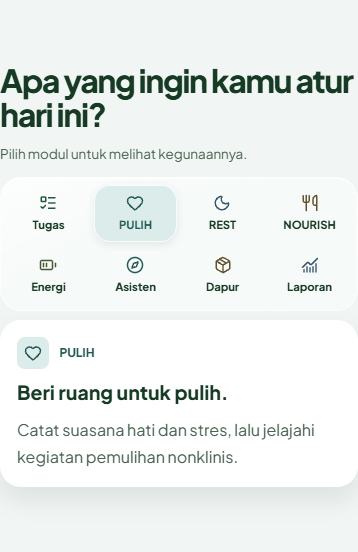 Apa yang ingin kamu atur
hari ini?
Pilih modul untuk melihat kegunaannya.
Tugas
PULIH
REST
NOURISH
Energi
Asisten
Dapur
Laporan
PULIH
Beri ruang untuk pulih.
Catat suasana hati dan stres, lalu jelajahi
kegiatan pemulihan nonklinis.